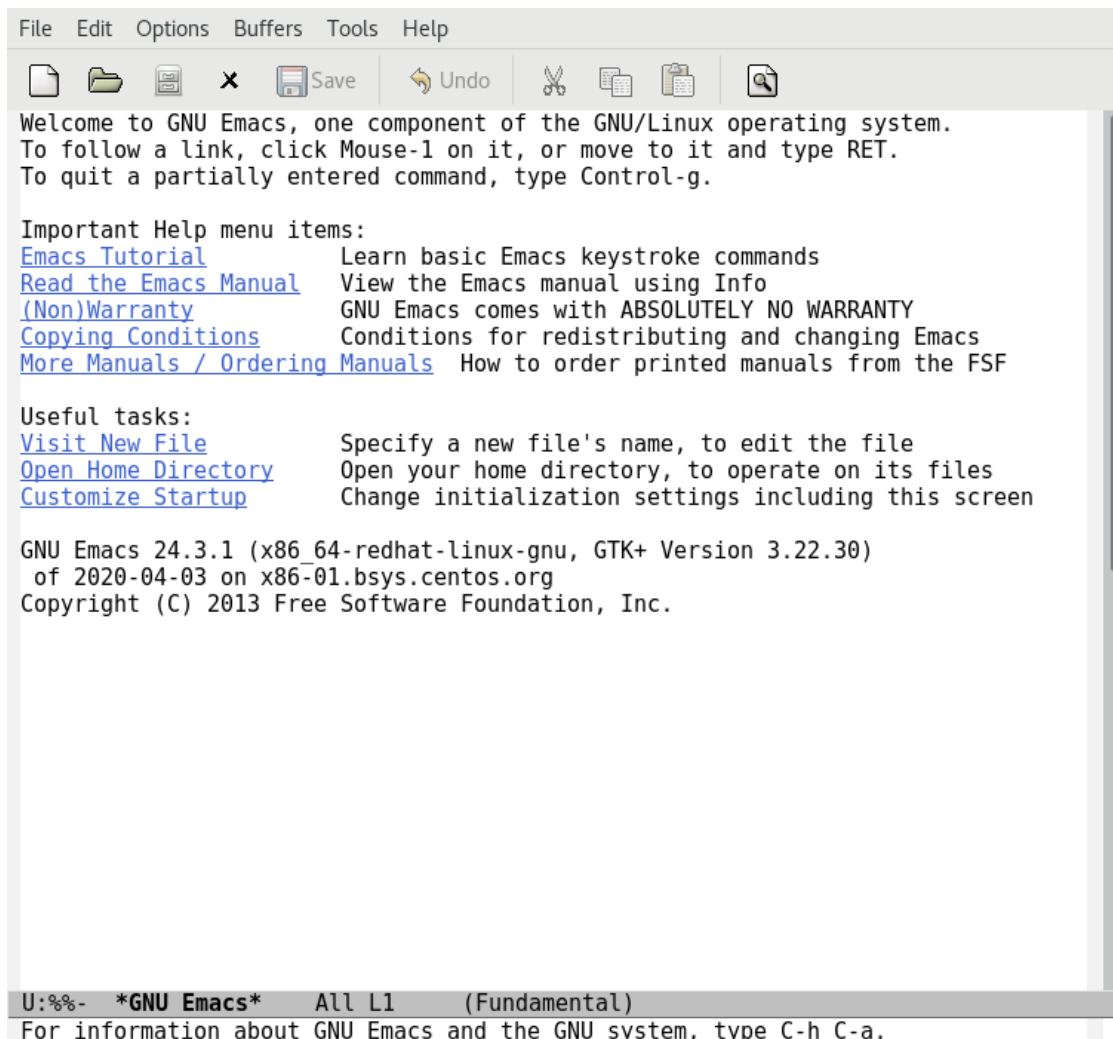 File Edit Options Buffers Tools Help
Save Undo
Welcome to GNU Emacs, one component of the GNU/Linux operating system.
To follow a link, click Mouse-1 on it, or move to it and type RET.
To quit a partially entered command, type Control-g.
Important Help menu items:
Emacs Tutorial Learn basic Emacs keystroke commands
Read the Emacs Manual View the Emacs manual using Info
(Non)Warranty GNU Emacs comes with ABSOLUTELY NO WARRANTY
Copying Conditions Conditions for redistributing and changing Emacs
More Manuals / Ordering Manuals How to order printed manuals from the FSF
Useful tasks:
Visit New File Specify a new file's name, to edit the file
Open Home Directory Open your home directory, to operate on its files
Customize Startup Change initialization settings including this screen
GNU Emacs 24.3.1 (x86_64-redhat-linux-gnu, GTK+ Version 3.22.30)
of 2020-04-03 on x86-01.bsys.centos.org
Copyright (C) 2013 Free Software Foundation, Inc.
U:%%- *GNU Emacs* All L1 (Fundamental)
For information about GNU Emacs and the GNU system, type C-h C-a.